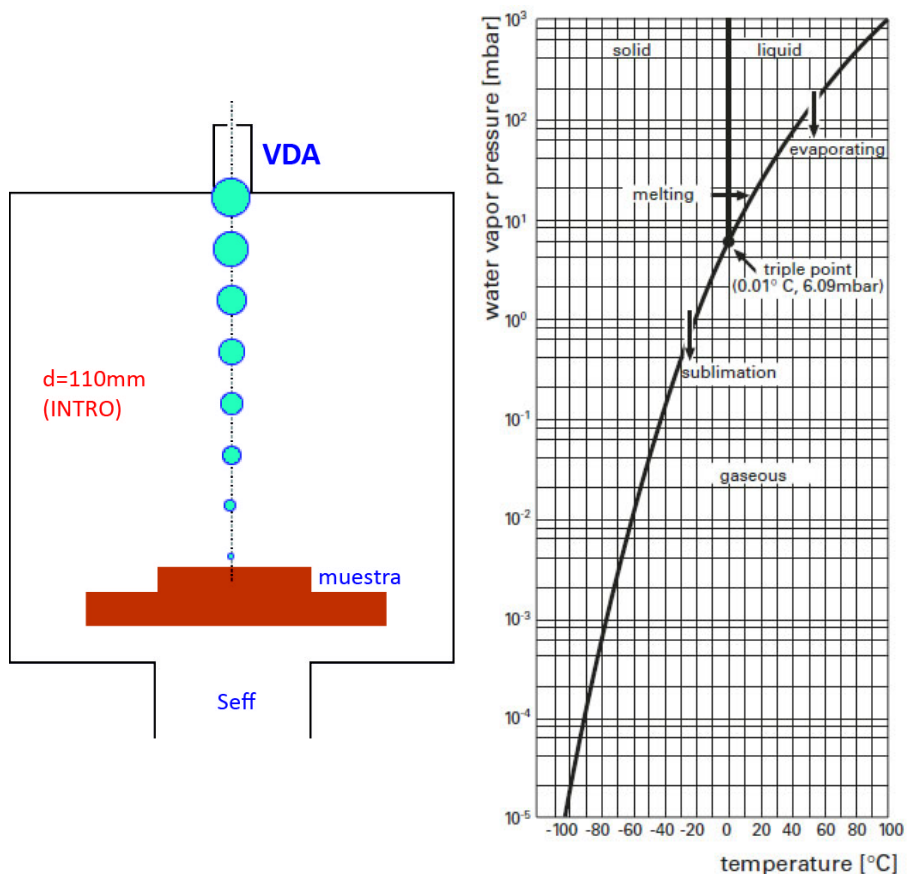 VDA
d=110mm
(INTRO)
muestra
Seff
water vapor pressure [mbar]
10³
10²
10¹
10⁰
10⁻¹
10⁻²
10⁻³
10⁻⁴
10⁻⁵
solid
liquid
evaporating
melting
triple point
(0.01° C, 6.09mbar)
sublimation
gaseous
-100 -80 -60 -40 -20 0 20 40 60 80 100
temperature [°C]